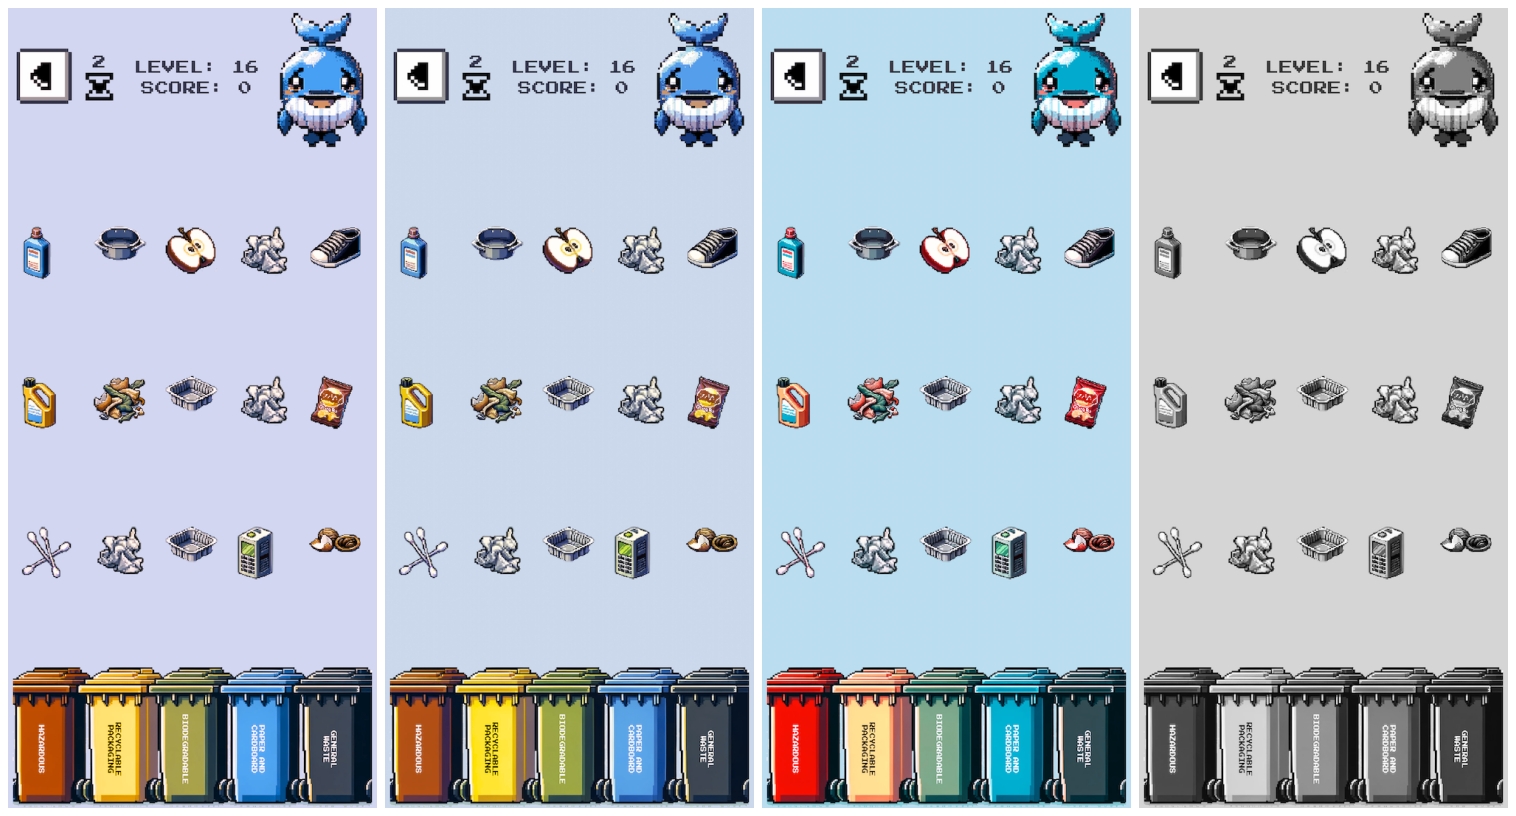 2
LEVEL: 16
SCORE: 0
HAZARDOUS
RECYCLABLE
PACKAGING
BIODEGRADABLE
PAPER AND
CARDBOARD
GENERAL
WASTE
2
LEVEL: 16
SCORE: 0
HAZARDOUS
RECYCLABLE
PACKAGING
BIODEGRADABLE
PAPER AND
CARDBOARD
GENERAL
WASTE
2
LEVEL: 16
SCORE: 0
HAZARDOUS
RECYCLABLE
PACKAGING
BIODEGRADABLE
PAPER AND
CARDBOARD
GENERAL
WASTE
2
LEVEL: 16
SCORE: 0
HAZARDOUS
RECYCLABLE
PACKAGING
BIODEGRADABLE
PAPER AND
CARDBOARD
GENERAL
WASTE